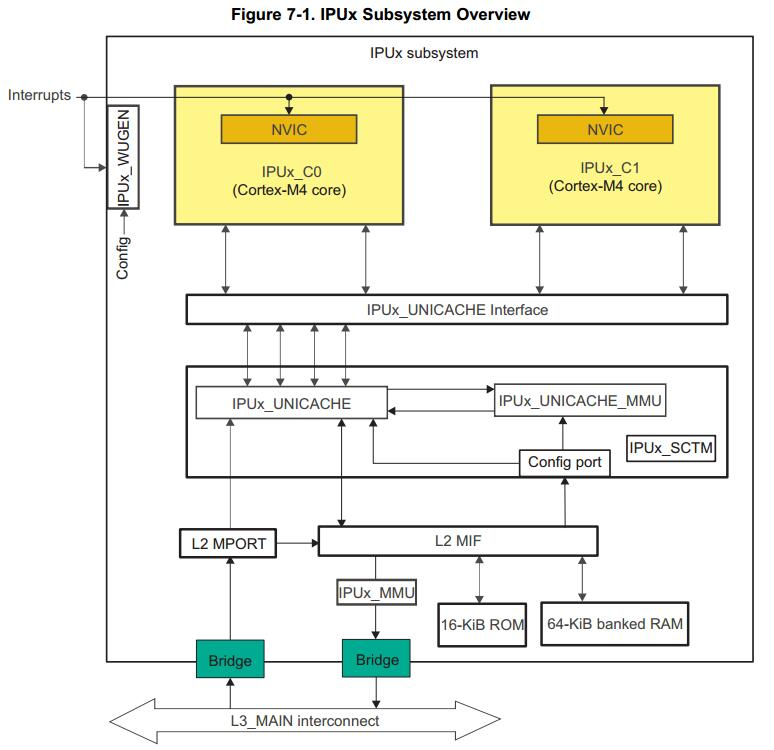 Figure 7-1. IPUx Subsystem Overview
IPUx subsystem
Interrupts
IPUx_WUGEN
Config
NVIC
IPUx_C0
(Cortex-M4 core)
NVIC
IPUx_C1
(Cortex-M4 core)
IPUx_UNICACHE Interface
IPUx_UNICACHE
IPUx_UNICACHE_MMU
IPUx_SCTM
Config port
L2 MPORT
L2 MIF
IPUx_MMU
16-KiB ROM
64-KiB banked RAM
Bridge
Bridge
L3_MAIN interconnect